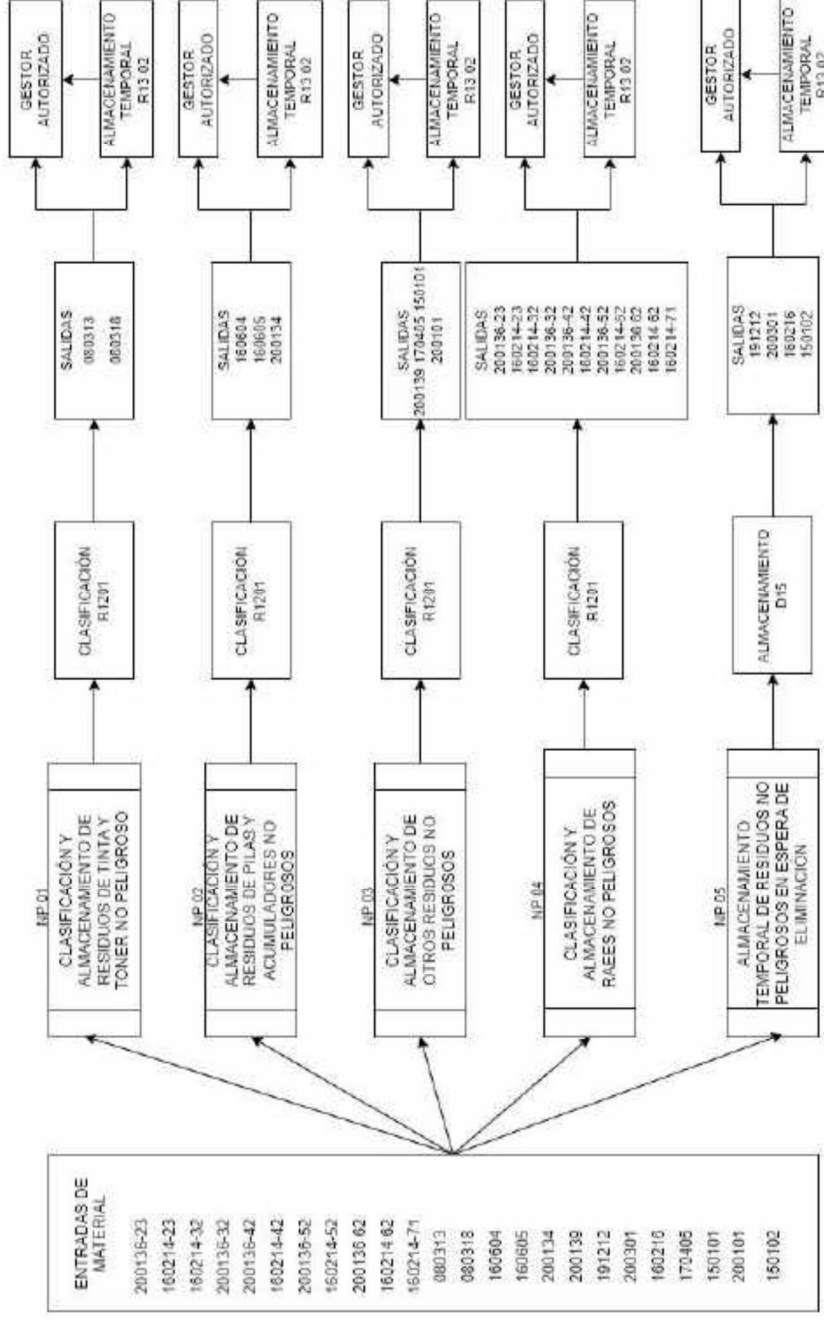 ENTRADAS DE
MATERIAL
200136-23
160214-23
160214-32
200136-32
200136-42
160214-42
200136-52
160214-52
200136 62
160214 62
160214-71
080313
080318
160604
160605
200134
200139
191212
200301
160216
170405
150101
200101
150102
NP 01
CLASIFICACIÓN Y
ALMACENAMIENTO DE
RESIDUOS DE TINTA Y
TONER NO PELIGROSO
CLASIFICACIÓN
R1201
SALIDAS
080313
080318
GESTOR
AUTORIZADO
ALMACENAMIENTO
TEMPORAL
R13 02
NP 02
CLASIFICACIÓN Y
ALMACENAMIENTO DE
RESIDUOS DE PILAS Y
ACUMULADORES NO
PELIGROSOS
CLASIFICACIÓN
R1201
SALIDAS
160604
160605
200134
GESTOR
AUTORIZADO
ALMACENAMIENTO
TEMPORAL
R13 02
NP 03
CLASIFICACIÓN Y
ALMACENAMIENTO DE
OTROS RESIDUOS NO
PELIGROSOS
CLASIFICACIÓN
R1201
SALIDAS
200139 170405 150101
200101
GESTOR
AUTORIZADO
ALMACENAMIENTO
TEMPORAL
R13 02
NP 04
CLASIFICACIÓN Y
ALMACENAMIENTO DE
RAEES NO PELIGROSOS
CLASIFICACIÓN
R1201
SALIDAS
200136-23
160214-23
160214-32
200136-32
200136-42
160214-42
200136-52
160214-52
200136 62
160214 62
160214-71
GESTOR
AUTORIZADO
ALMACENAMIENTO
TEMPORAL
R13 02
NP 05
ALMACENAMIENTO
TEMPORAL DE RESIDUOS NO
PELIGROSOS EN ESPERA DE
ELIMINACION
ALMACENAMIENTO
D15
SALIDAS
191212
200301
160216
150102
GESTOR
AUTORIZADO
ALMACENAMIENTO
TEMPORAL
R13 02